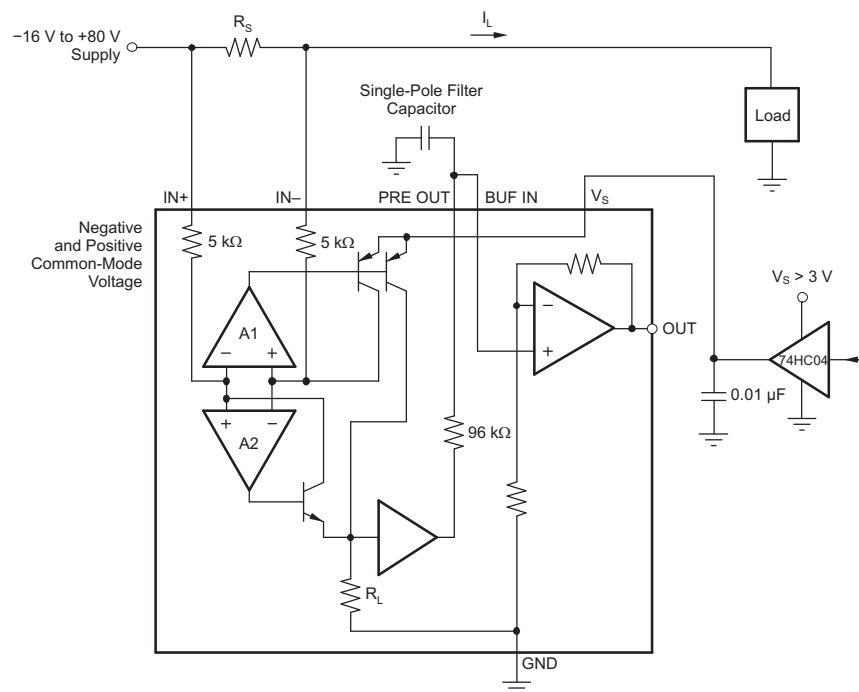 −16 V to +80 V
Supply
R_S
I_L
Single-Pole Filter
Capacitor
Load
IN+
IN−
PRE OUT
BUF IN
V_S
Negative
and Positive
Common-Mode
Voltage
5 kΩ
5 kΩ
V_S > 3 V
A1
− +
−
+
OUT
74HC04
0.01 µF
+ −
A2
96 kΩ
R_L
GND